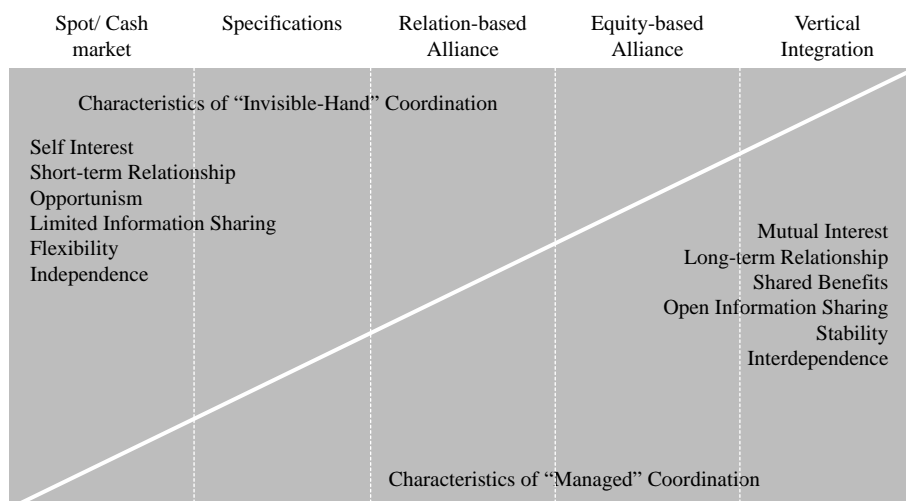 Spot/ Cash
market
Specifications
Relation-based
Alliance
Equity-based
Alliance
Vertical
Integration
Characteristics of “Invisible-Hand” Coordination
Self Interest
Short-term Relationship
Opportunism
Limited Information Sharing
Flexibility
Independence
Mutual Interest
Long-term Relationship
Shared Benefits
Open Information Sharing
Stability
Interdependence
Characteristics of “Managed” Coordination